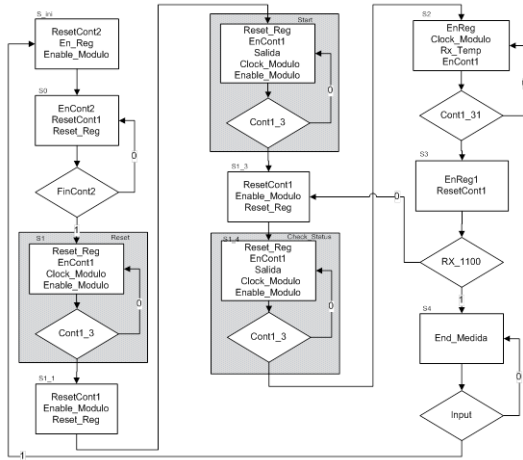 S_ini
ResetCont2
En_Reg
Enable_Modulo
S0
EnCont2
ResetCont1
Reset_Reg
0
FinCont2
1
S1
Reset
Reset_Reg
EnCont1
Clock_Modulo
Enable_Modulo
0
Cont1_3
S1_1
ResetCont1
Enable_Modulo
Reset_Reg
1
Start
Reset_Reg
EnCont1
Salida
Clock_Modulo
Enable_Modulo
0
Cont1_3
S1_3
ResetCont1
Enable_Modulo
Reset_Reg
S1_4
Check_Status
Reset_Reg
EnCont1
Salida
Clock_Modulo
Enable_Modulo
0
Cont1_3
S2
EnReg
Clock_Modulo
Rx_Temp
EnCont1
Cont1_31
S3
EnReg1
ResetCont1
0
RX_1100
1
S4
End_Medida
0
Input